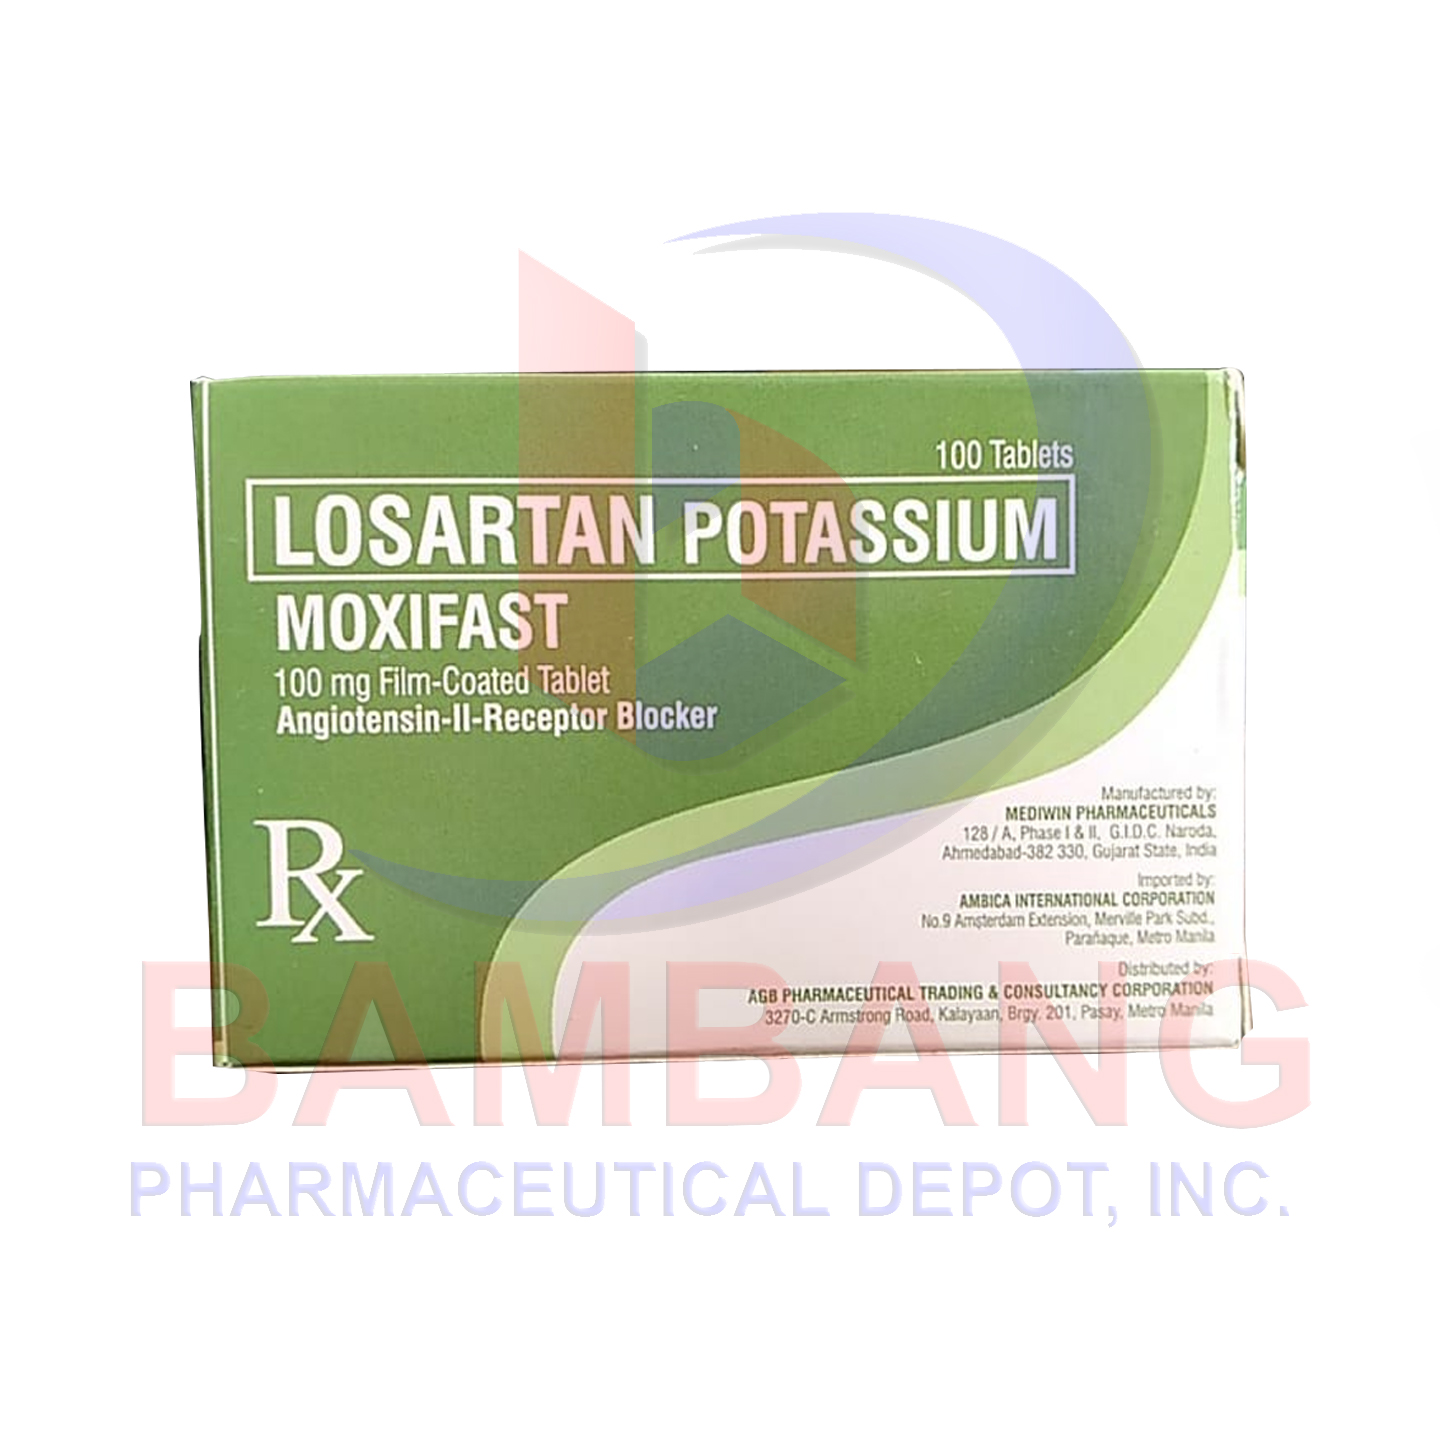 100 Tablets
LOSARTAN POTASSIUM
MOXIFAST
100 mg Film-Coated Tablet
Angiotensin-II-Receptor Blocker
Rx
Manufactured by:
MEDIWIN PHARMACEUTICALS
128 / A, Phase I & II, G.I.D.C. Naroda,
Ahmedabad-382 330, Gujarat State, India
Imported by:
AMBICA INTERNATIONAL CORPORATION
No.9 Amsterdam Extension, Merville Park Subd.,
Parañaque, Metro Manila
Distributed by:
AGB PHARMACEUTICAL TRADING & CONSULTANCY CORPORATION
3270-C Armstrong Road, Kalayaan, Brgy. 201, Pasay, Metro Manila
BAMBANG
PHARMACEUTICAL DEPOT, INC.